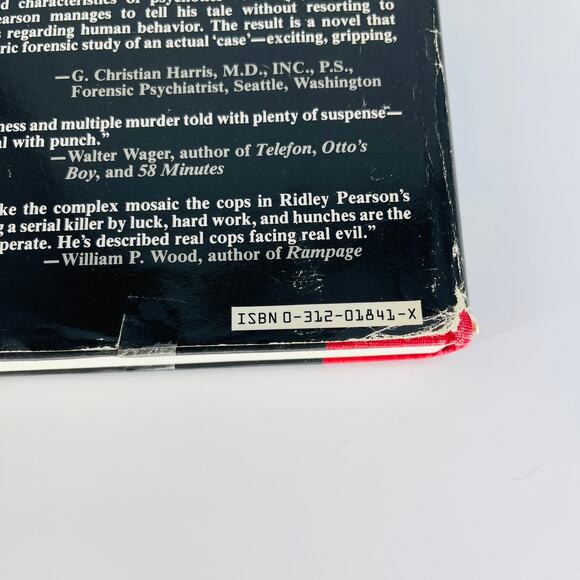 characteristics of
earson manages to tell his tale without resorting to
regarding human behavior. The result is a novel that
ric forensic study of an actual 'case'—exciting, gripping,
—G. Christian Harris, M.D., INC., P.S.,
Forensic Psychiatrist, Seattle, Washington
ness and multiple murder told with plenty of suspense—
al with punch."
—Walter Wager, author of Telefon, Otto's
Boy, and 58 Minutes
ke the complex mosaic the cops in Ridley Pearson's
g a serial killer by luck, hard work, and hunches are the
perate. He's described real cops facing real evil."
—William P. Wood, author of Rampage
ISBN 0-312-01841-X